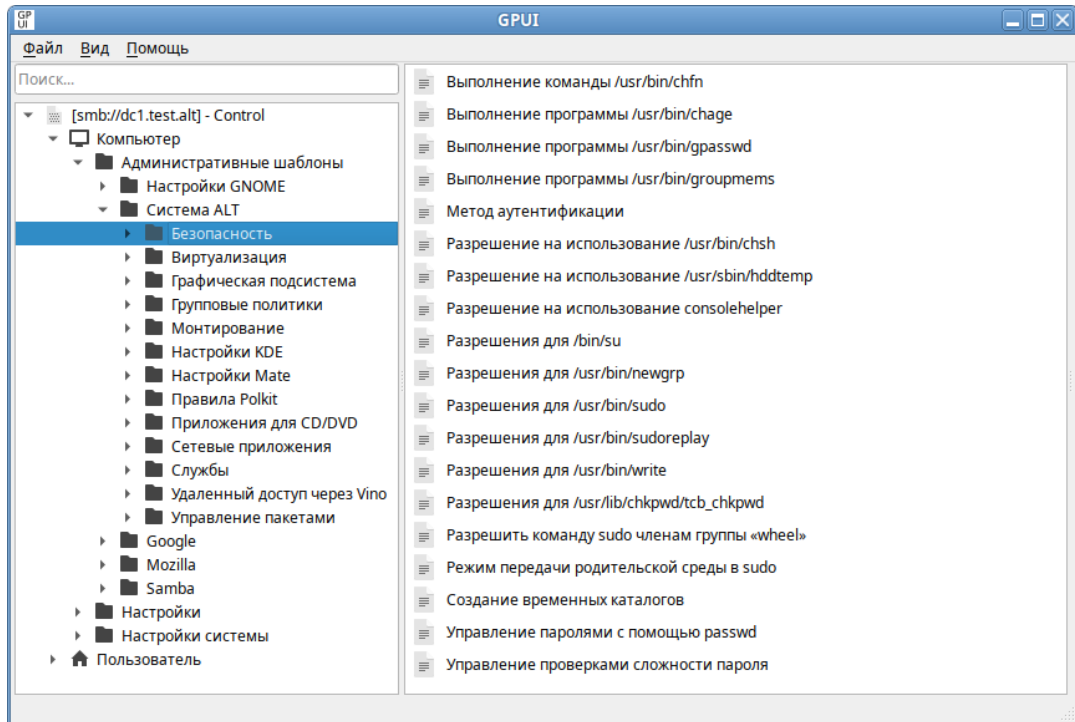 GPUI
GPUI
Файл Вид Помощь
Поиск...
[smb://dc1.test.alt] - Control
Компьютер
Административные шаблоны
Настройки GNOME
Система ALT
Безопасность
Виртуализация
Графическая подсистема
Групповые политики
Монтирование
Настройки KDE
Настройки Mate
Правила Polkit
Приложения для CD/DVD
Сетевые приложения
Службы
Удаленный доступ через Vino
Управление пакетами
Google
Mozilla
Samba
Настройки
Настройки системы
Пользователь
Выполнение команды /usr/bin/chfn
Выполнение программы /usr/bin/chage
Выполнение программы /usr/bin/gpasswd
Выполнение программы /usr/bin/groupmems
Метод аутентификации
Разрешение на использование /usr/bin/chsh
Разрешение на использование /usr/sbin/hddtemp
Разрешение на использование consolehelper
Разрешения для /bin/su
Разрешения для /usr/bin/newgrp
Разрешения для /usr/bin/sudo
Разрешения для /usr/bin/sudoreplay
Разрешения для /usr/bin/write
Разрешения для /usr/lib/chkpwd/tcb_chkpwd
Разрешить команду sudo членам группы «wheel»
Режим передачи родительской среды в sudo
Создание временных каталогов
Управление паролями с помощью passwd
Управление проверками сложности пароля